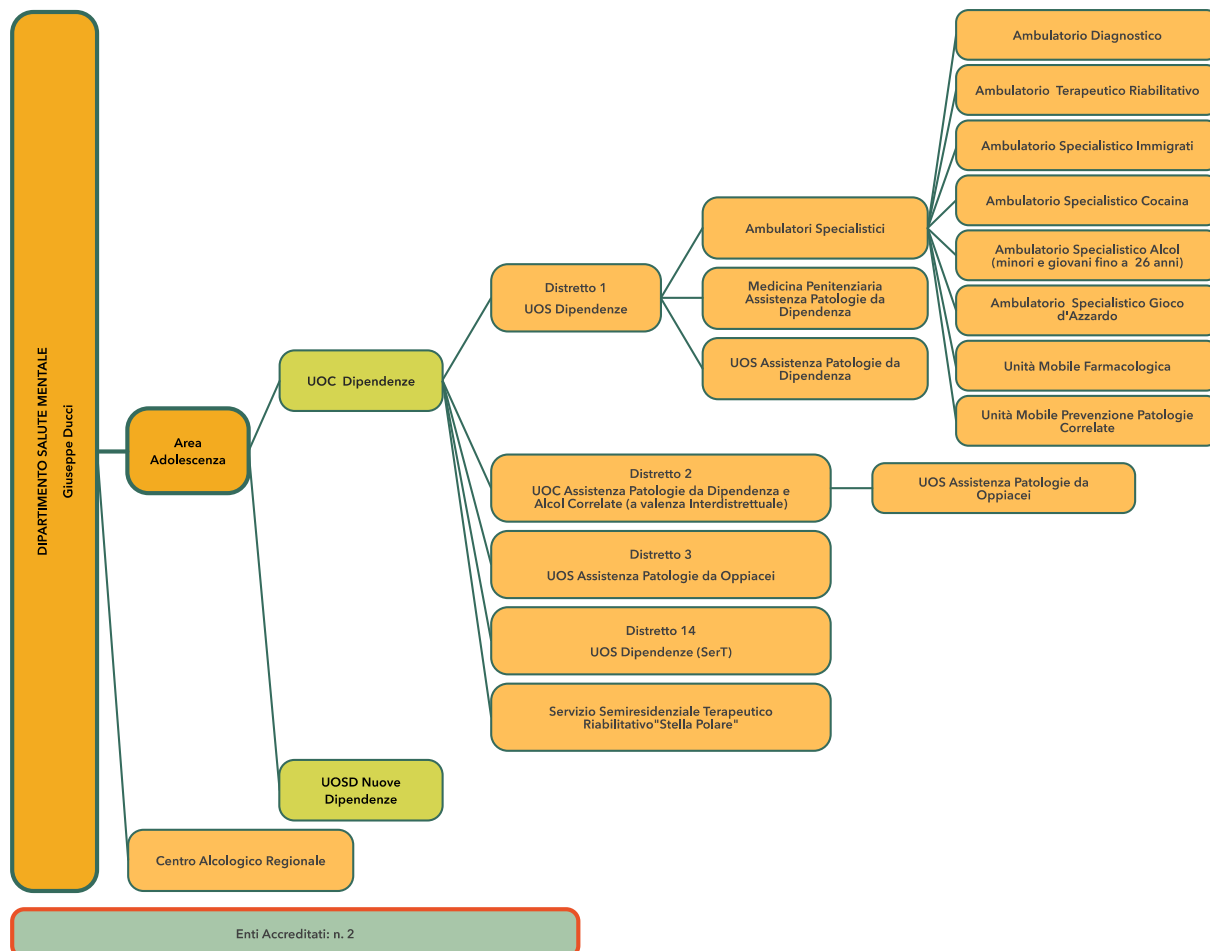 DIPARTIMENTO SALUTE MENTALE
Giuseppe Ducci
Area
Adolescenza
Centro Alcologico Regionale
UOC Dipendenze
UOSD Nuove
Dipendenze
Distretto 1
UOS Dipendenze
Distretto 2
UOC Assistenza Patologie da Dipendenza e
Alcol Correlate (a valenza Interdistrettuale)
Distretto 3
UOS Assistenza Patologie da Oppiacei
Distretto 14
UOS Dipendenze (SerT)
Servizio Semiresidenziale Terapeutico
Riabilitativo"Stella Polare"
Ambulatori Specialistici
Medicina Penitenziaria
Assistenza Patologie da
Dipendenza
UOS Assistenza Patologie da
Dipendenza
UOS Assistenza Patologie da
Oppiacei
Ambulatorio Diagnostico
Ambulatorio Terapeutico Riabilitativo
Ambulatorio Specialistico Immigrati
Ambulatorio Specialistico Cocaina
Ambulatorio Specialistico Alcol
(minori e giovani fino a 26 anni)
Ambulatorio Specialistico Gioco
d'Azzardo
Unità Mobile Farmacologica
Unità Mobile Prevenzione Patologie
Correlate
Enti Accreditati: n. 2